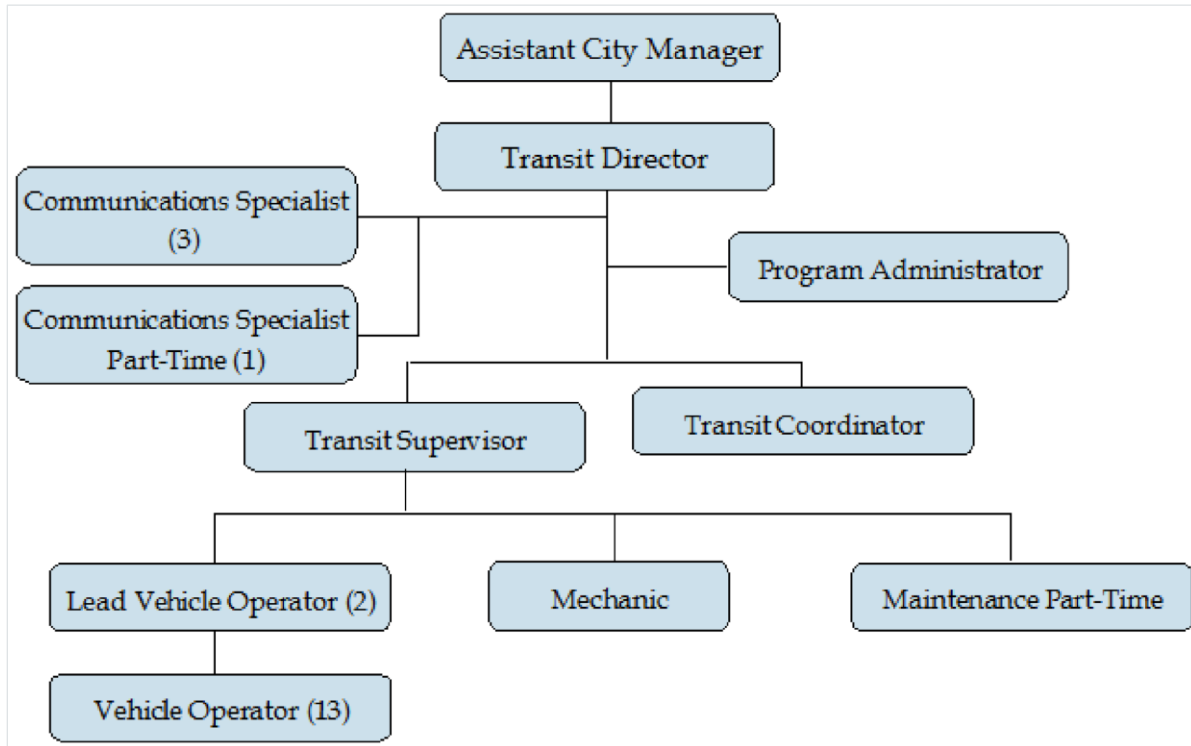 Assistant City Manager
Transit Director
Communications Specialist
(3)
Program Administrator
Communications Specialist
Part-Time (1)
Transit Supervisor
Transit Coordinator
Lead Vehicle Operator (2)
Mechanic
Maintenance Part-Time
Vehicle Operator (13)